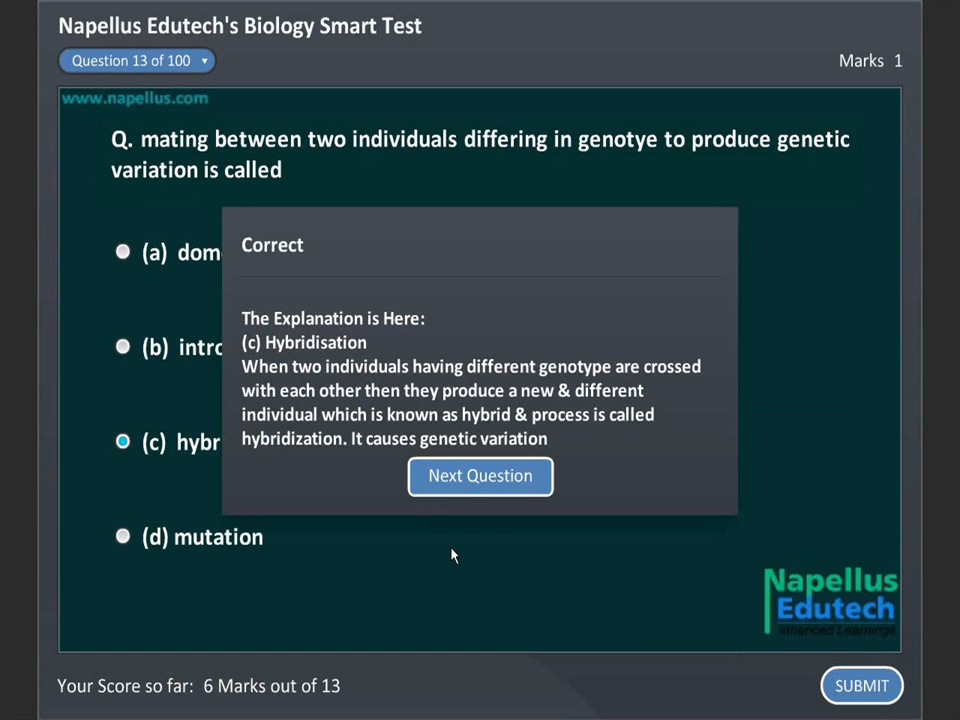 Napellus Edutech's Biology Smart Test
Question 13 of 100
Marks 1
www.napellus.com
Q. mating between two individuals differing in genotye to produce genetic
variation is called
(a)
Correct
The Explanation is Here:
(b)
(c) Hybridisation
When two individuals having different genotype are crossed
with each other then they produce a new & different
individual which is known as hybrid & process is called
(c)
hybridization. It causes genetic variation
Next Question
(d) mutation
Napellus
Edutech
Enhanced Learnings
Your Score so far: 6 Marks out of 13
SUBMIT